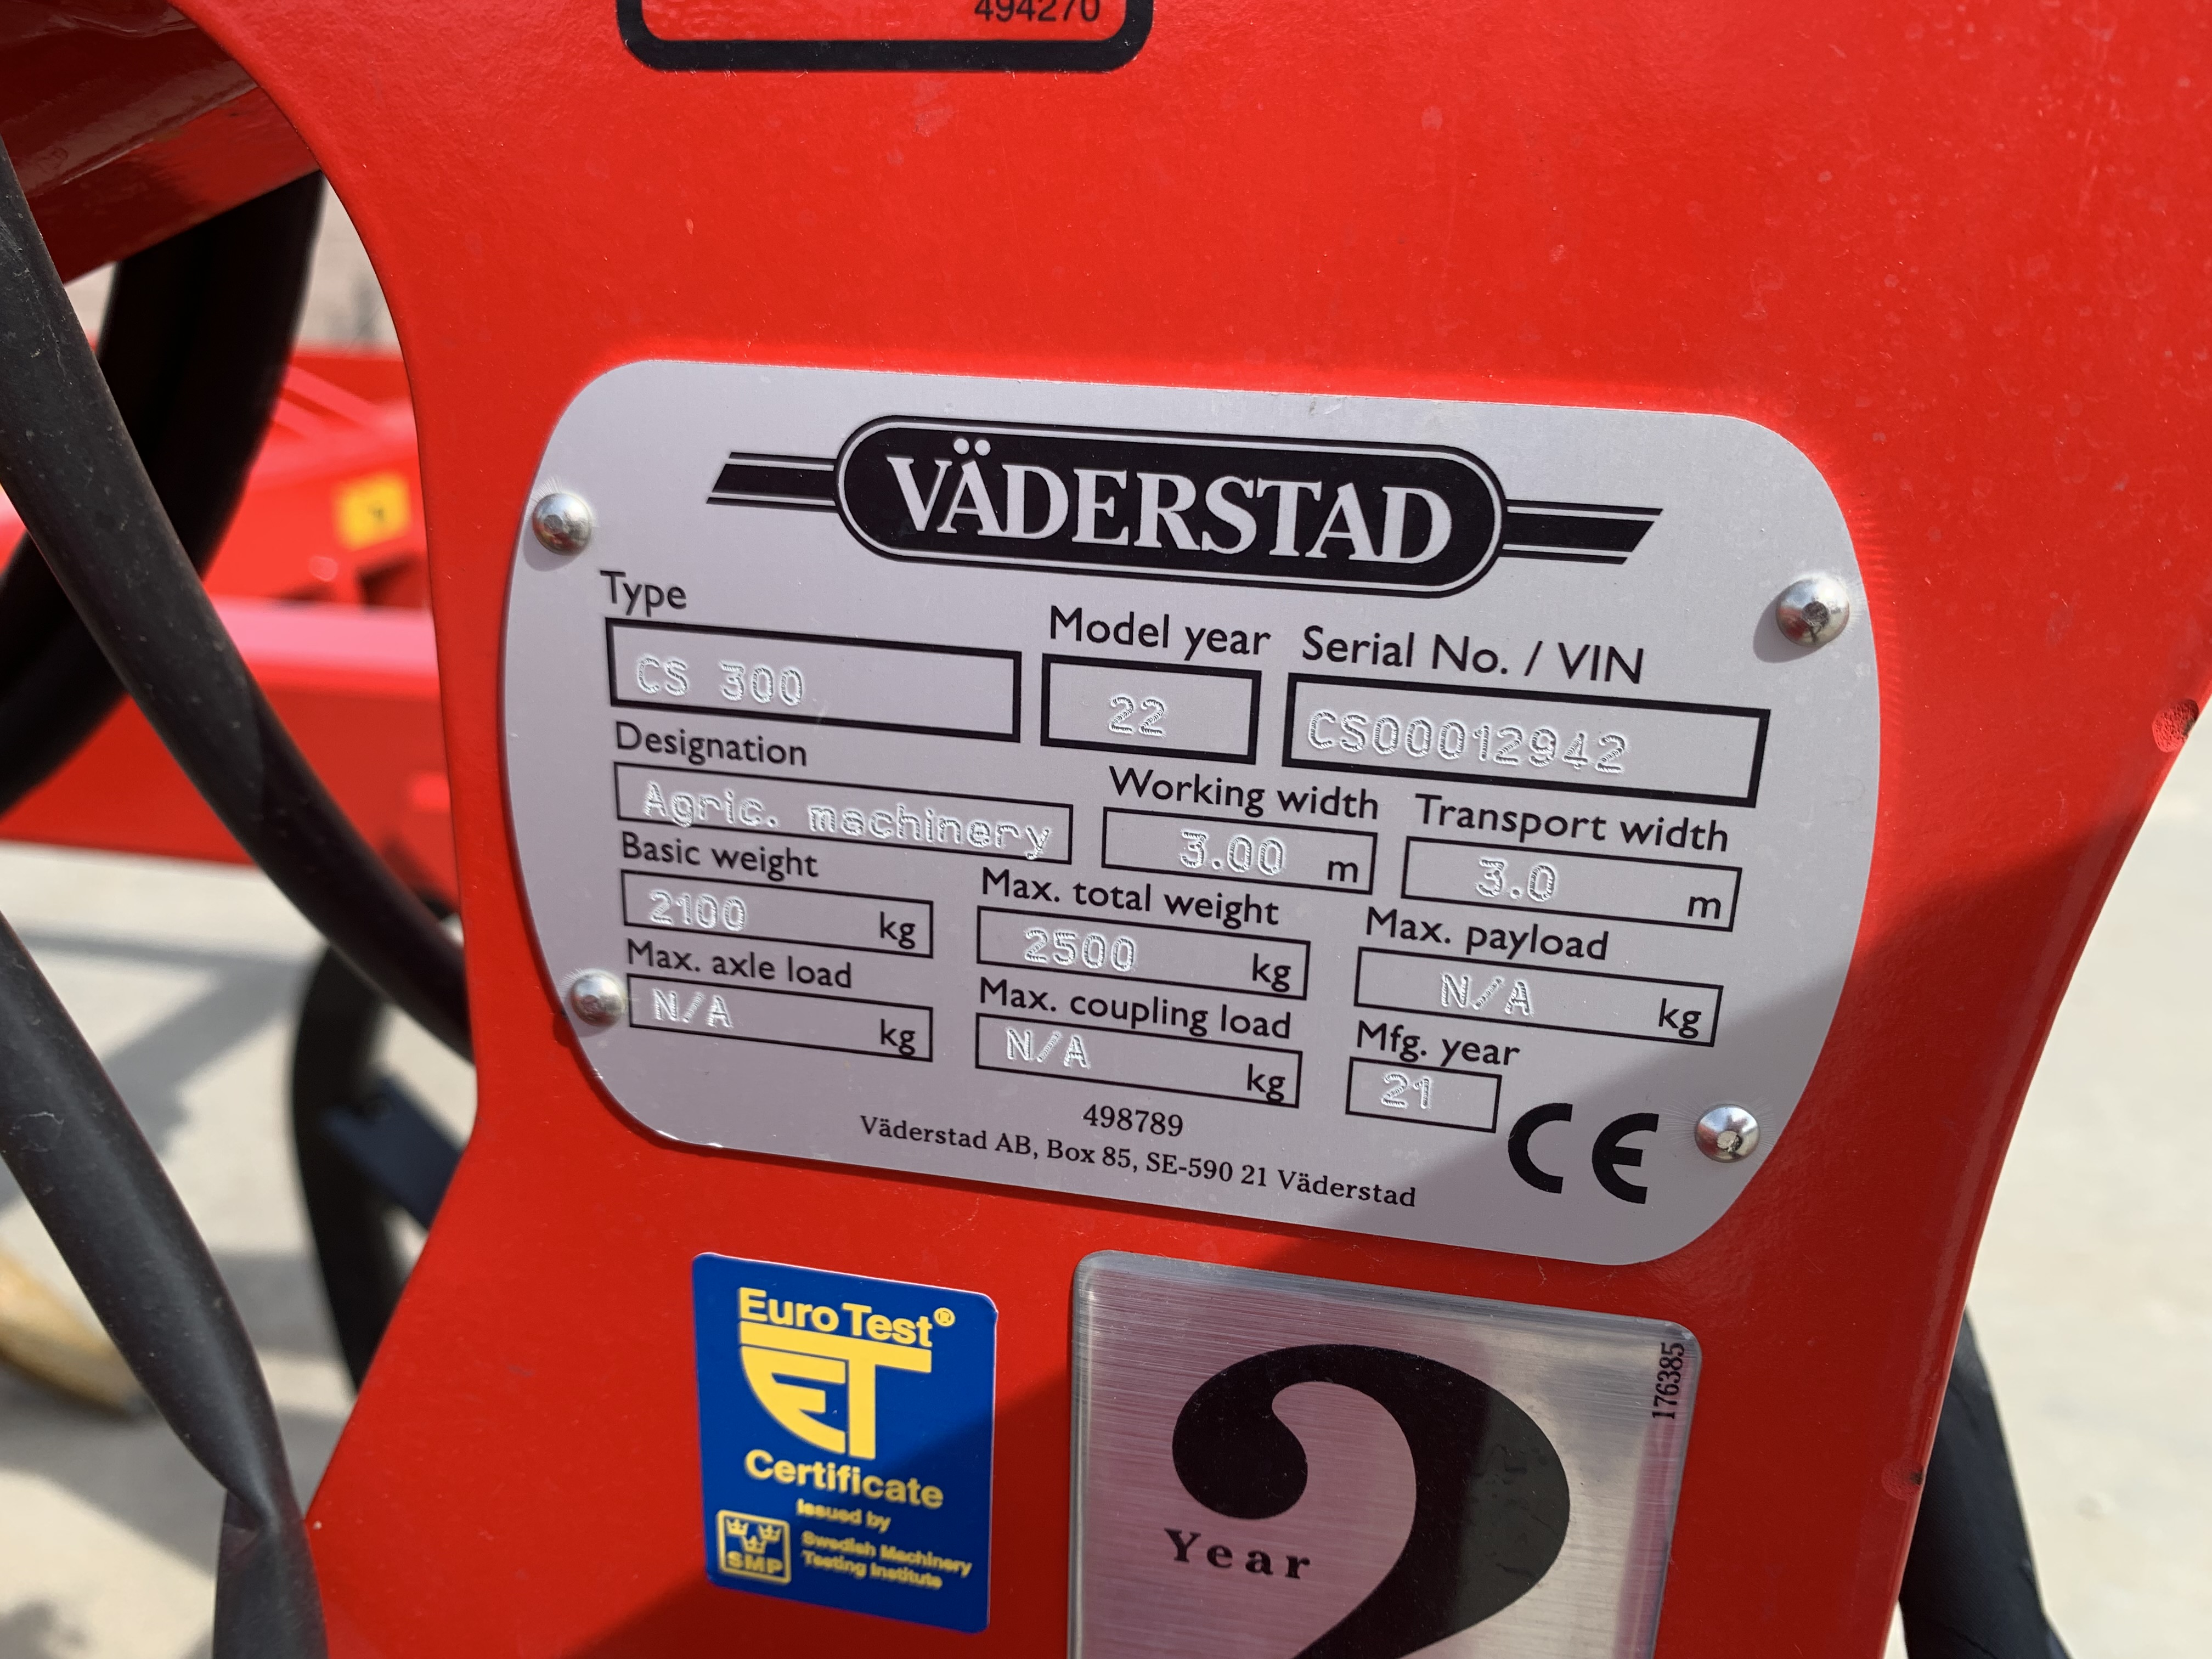 494270
VÄDERSTAD
Type
Model year
Serial No. / VIN
CS 300
22
CS00012942
Designation
Working width
Transport width
Agric. machinery
3.00 m
3.0 m
Basic weight
Max. total weight
Max. payload
2100 kg
2500 kg
N/A kg
Max. axle load
Max. coupling load
Mfg. year
N/A kg
N/A kg
21
498789
Väderstad AB, Box 85, SE-590 21 Väderstad
CE
Euro Test®
ET
Certificate
Issued by
SMP
Swedish Machinery
Testing Institute
2
Year
176385